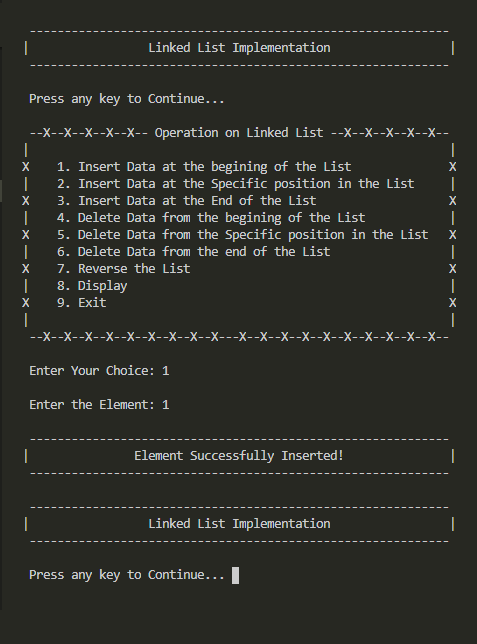 ------------------------------------------------------------
|                 Linked List Implementation                 |
------------------------------------------------------------
Press any key to Continue...
--X--X--X--X--X-- Operation on Linked List --X--X--X--X--X--
|                                                            |
X    1. Insert Data at the begining of the List              X
|    2. Insert Data at the Specific position in the List     |
X    3. Insert Data at the End of the List                   X
|    4. Delete Data from the begining of the List            |
X    5. Delete Data from the Specific position in the List   X
|    6. Delete Data from the end of the List                 |
X    7. Reverse the List                                     X
|    8. Display                                              |
X    9. Exit                                                 X
|                                                            |
--X--X--X--X--X--X--X--X--X---X--X--X--X--X--X--X--X--X--X--
Enter Your Choice: 1
Enter the Element: 1
------------------------------------------------------------
|               Element Successfully Inserted!               |
------------------------------------------------------------
------------------------------------------------------------
|                 Linked List Implementation                 |
------------------------------------------------------------
Press any key to Continue...